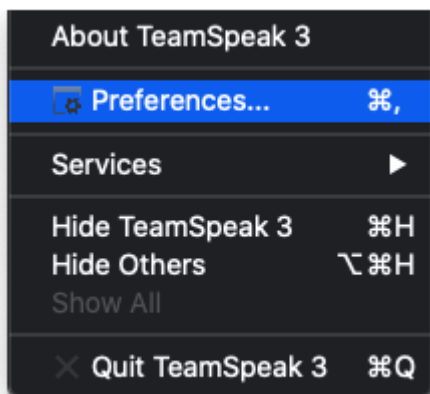 About TeamSpeak 3
Preferences... ⌘,
Services ▶
Hide TeamSpeak 3 ⌘H
Hide Others ⌥⌘H
Show All
Quit TeamSpeak 3 ⌘Q